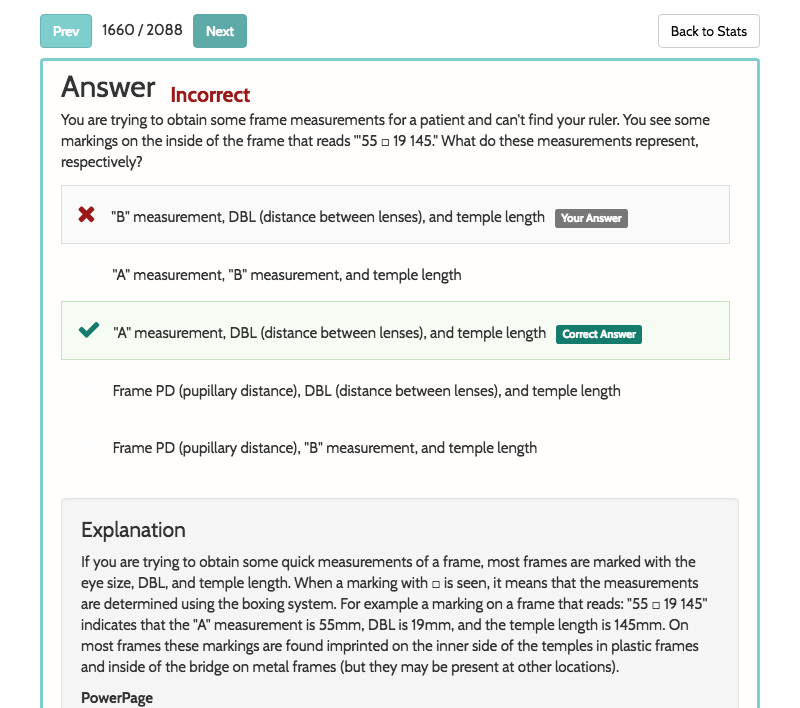 Prev 1660 / 2088 Next Back to Stats
Answer Incorrect
You are trying to obtain some frame measurements for a patient and can't find your ruler. You see some
markings on the inside of the frame that reads "'55 □ 19 145." What do these measurements represent,
respectively?
"B" measurement, DBL (distance between lenses), and temple length Your Answer
"A" measurement, "B" measurement, and temple length
"A" measurement, DBL (distance between lenses), and temple length Correct Answer
Frame PD (pupillary distance), DBL (distance between lenses), and temple length
Frame PD (pupillary distance), "B" measurement, and temple length
Explanation
If you are trying to obtain some quick measurements of a frame, most frames are marked with the
eye size, DBL, and temple length. When a marking with □ is seen, it means that the measurements
are determined using the boxing system. For example a marking on a frame that reads: "55 □ 19 145"
indicates that the "A" measurement is 55mm, DBL is 19mm, and the temple length is 145mm. On
most frames these markings are found imprinted on the inner side of the temples in plastic frames
and inside of the bridge on metal frames (but they may be present at other locations).
PowerPage